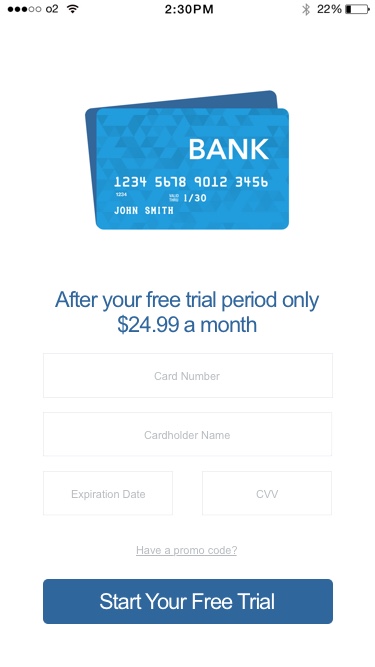 o2 2:30PM 22%
BANK
1234 5678 9012 3456
1234 VALID THRU 1/30
JOHN SMITH
After your free trial period only
$24.99 a month
Card Number
Cardholder Name
Expiration Date CVV
Have a promo code?
Start Your Free Trial